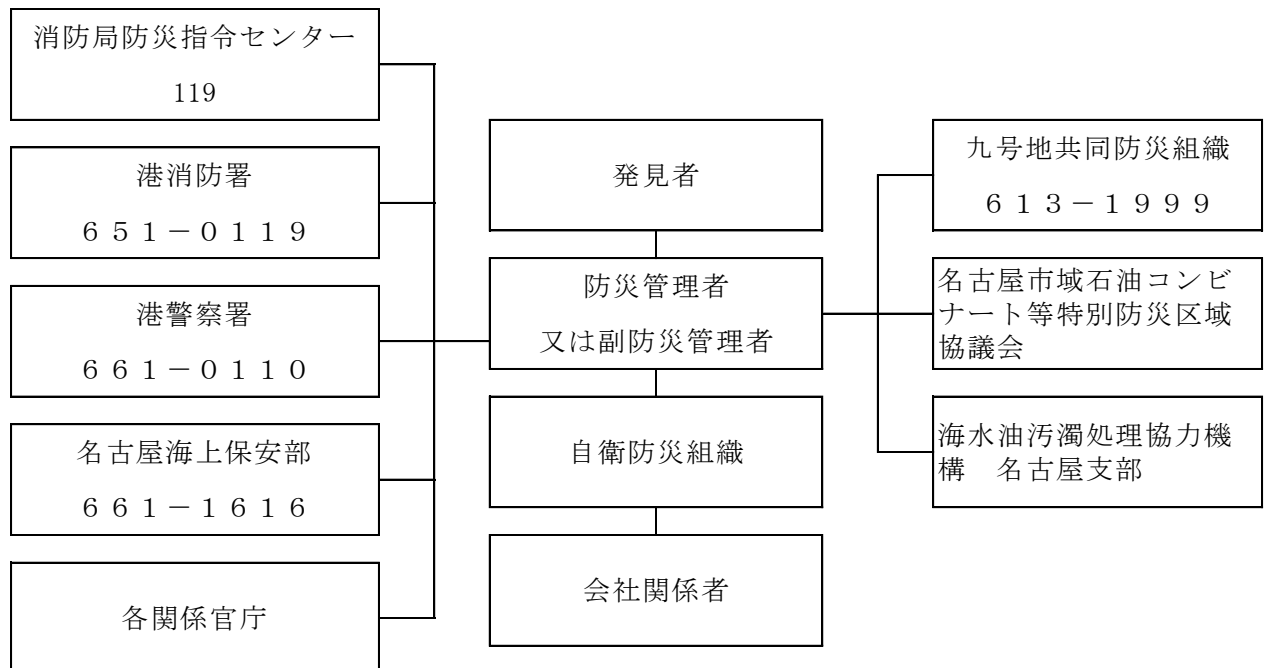 消防局防災指令センター
119
港消防署
６５１－０１１９
港警察署
６６１－０１１０
名古屋海上保安部
６６１－１６１６
各関係官庁
発見者
防災管理者
又は副防災管理者
自衛防災組織
会社関係者
九号地共同防災組織
６１３－１９９９
名古屋市域石油コンビ
ナート等特別防災区域
協議会
海水油汚濁処理協力機
構　名古屋支部